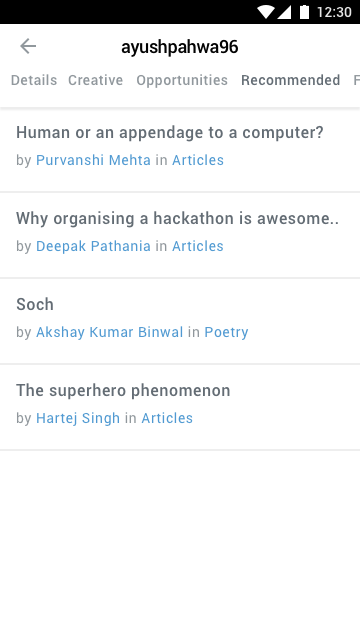 12:30
ayushpahwa96
Details Creative Opportunities Recommended F
Human or an appendage to a computer?
by Purvanshi Mehta in Articles
Why organising a hackathon is awesome..
by Deepak Pathania in Articles
Soch
by Akshay Kumar Binwal in Poetry
The superhero phenomenon
by Hartej Singh in Articles